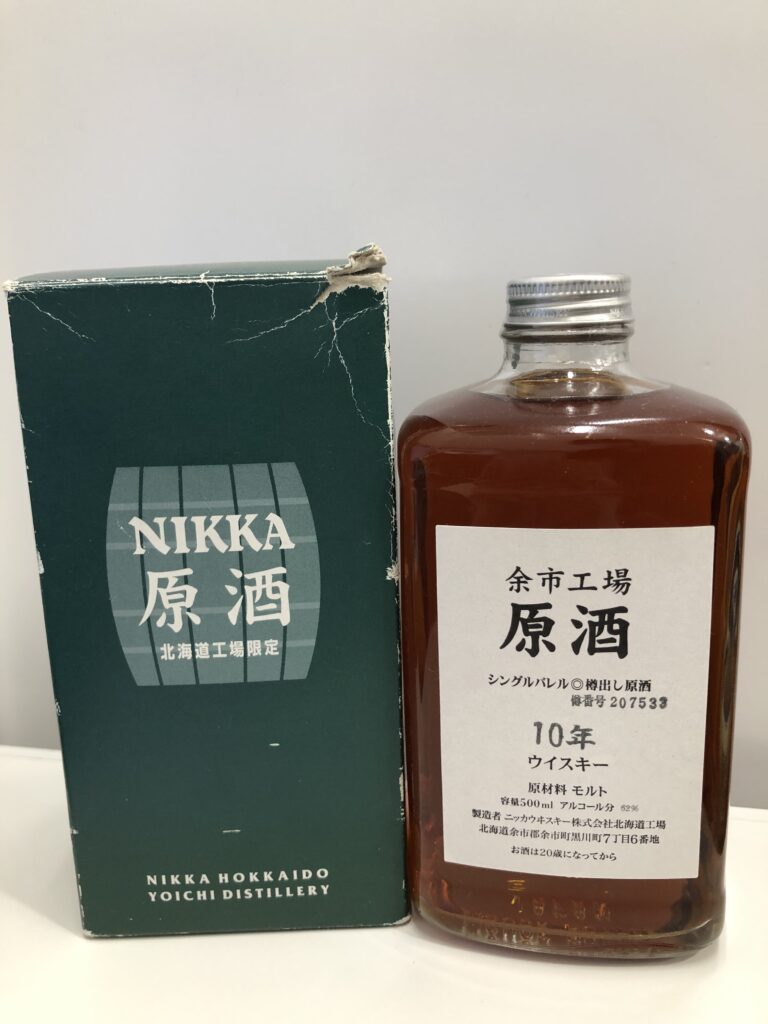 NIKKA
原酒
北海道工場限定
NIKKA HOKKAIDO
YOICHI DISTILLERY
余市工場
原酒
シングルバレル◎樽出し原酒
樽番号 207533
10年
ウイスキー
原材料 モルト
容量500ml アルコール分 62%
製造者 ニッカウヰスキー株式会社北海道工場
北海道余市郡余市町黒川町7丁目6番地
お酒は20歳になってから